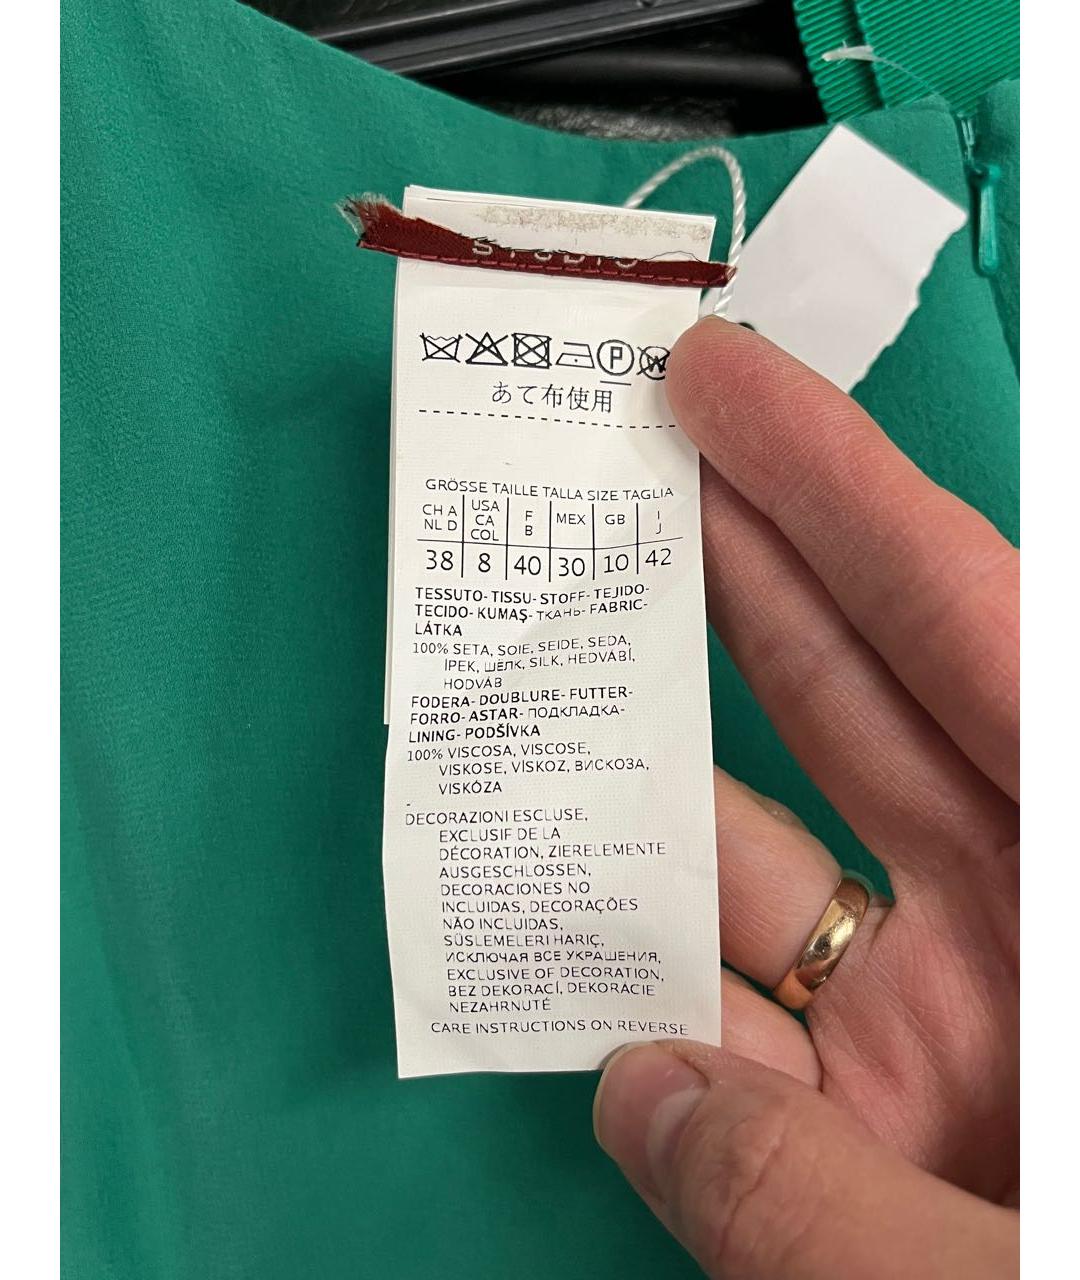 STUDIO
P
W
あて布使用
GRÖSSE TAILLE TALLA SIZE TAGLIA
CH A NL D | USA CA COL | F B | MEX | GB | I J
38 | 8 | 40 | 30 | 10 | 42
TESSUTO- TISSU- STOFF- TEJIDO-
TECIDO- KUMAŞ- ТКАНЬ- FABRIC-
LÁTKA
100% SETA, SOIE, SEIDE, SEDA,
İPEK, ШЁЛК, SILK, HEDVÁBÍ,
HODVÁB
FODERA- DOUBLURE- FUTTER-
FORRO- ASTAR- ПОДКЛАДКА-
LINING- PODŠÍVKA
100% VISCOSA, VISCOSE,
VISKOSE, VİSKOZ, ВИСКОЗА,
VISKÓZA
-
DECORAZIONI ESCLUSE,
EXCLUSIF DE LA
DÉCORATION, ZIERELEMENTE
AUSGESCHLOSSEN,
DECORACIONES NO
INCLUIDAS, DECORAÇÕES
NÃO INCLUIDAS,
SÜSLEMELERI HARIÇ,
ИСКЛЮЧАЯ ВСЕ УКРАШЕНИЯ,
EXCLUSIVE OF DECORATION,
BEZ DEKORACÍ, DEKORÁCIE
NEZAHRNUTÉ
CARE INSTRUCTIONS ON REVERSE